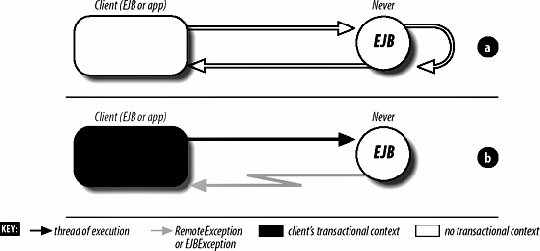 Client (EJB or app)
Never
EJB
a
Client (EJB or app)
Never
EJB
b
KEY:
thread of execution
RemoteException
or EJBException
client's transactional context
no transactional context